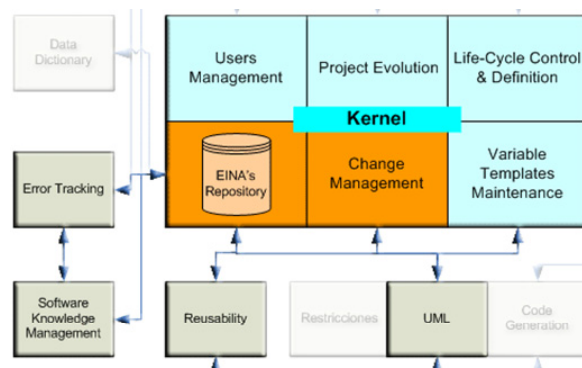 Data
Dictionary
Users
Management
Project Evolution
Life-Cycle Control
& Definition
Kernel
Error Tracking
EINA's
Repository
Change
Management
Variable
Templates
Maintenance
Software
Knowledge
Management
Reusability
Restricciones
UML
Code
Generation